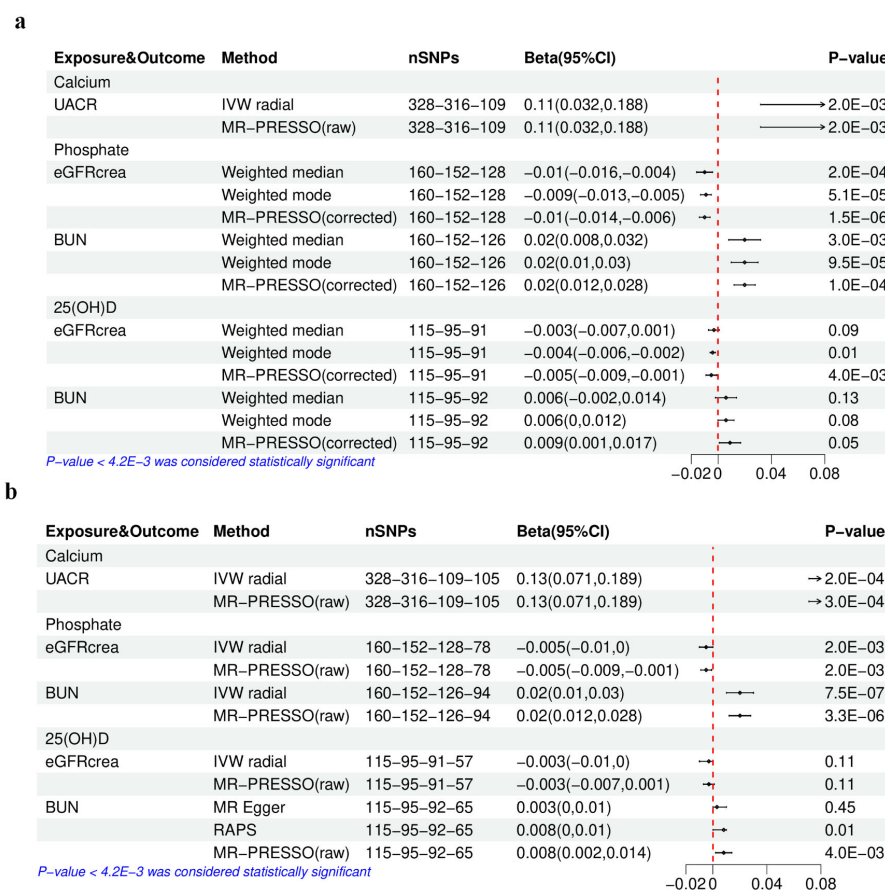 a
Exposure&Outcome Method nSNPs Beta(95%CI) P−value
Calcium
UACR IVW radial 328−316−109 0.11(0.032,0.188) 2.0E−03
MR−PRESSO(raw) 328−316−109 0.11(0.032,0.188) 2.0E−03
Phosphate
eGFRcrea Weighted median 160−152−128 −0.01(−0.016,−0.004) 2.0E−04
Weighted mode 160−152−128 −0.009(−0.013,−0.005) 5.1E−05
MR−PRESSO(corrected) 160−152−128 −0.01(−0.014,−0.006) 1.5E−06
BUN Weighted median 160−152−126 0.02(0.008,0.032) 3.0E−03
Weighted mode 160−152−126 0.02(0.01,0.03) 9.5E−05
MR−PRESSO(corrected) 160−152−126 0.02(0.012,0.028) 1.0E−04
25(OH)D
eGFRcrea Weighted median 115−95−91 −0.003(−0.007,0.001) 0.09
Weighted mode 115−95−91 −0.004(−0.006,−0.002) 0.01
MR−PRESSO(corrected) 115−95−91 −0.005(−0.009,−0.001) 4.0E−03
BUN Weighted median 115−95−92 0.006(−0.002,0.014) 0.13
Weighted mode 115−95−92 0.006(0,0.012) 0.08
MR−PRESSO(corrected) 115−95−92 0.009(0.001,0.017) 0.05
P−value < 4.2E−3 was considered statistically significant
−0.02 0 0.04 0.08
b
Exposure&Outcome Method nSNPs Beta(95%CI) P−value
Calcium
UACR IVW radial 328−316−109−105 0.13(0.071,0.189) 2.0E−04
MR−PRESSO(raw) 328−316−109−105 0.13(0.071,0.189) 3.0E−04
Phosphate
eGFRcrea IVW radial 160−152−128−78 −0.005(−0.01,0) 2.0E−03
MR−PRESSO(raw) 160−152−128−78 −0.005(−0.009,−0.001) 2.0E−03
BUN IVW radial 160−152−126−94 0.02(0.01,0.03) 7.5E−07
MR−PRESSO(raw) 160−152−126−94 0.02(0.012,0.028) 3.3E−06
25(OH)D
eGFRcrea IVW radial 115−95−91−57 −0.003(−0.01,0) 0.11
MR−PRESSO(raw) 115−95−91−57 −0.003(−0.007,0.001) 0.11
BUN MR Egger 115−95−92−65 0.003(0,0.01) 0.45
RAPS 115−95−92−65 0.008(0,0.01) 0.01
MR−PRESSO(raw) 115−95−92−65 0.008(0.002,0.014) 4.0E−03
P−value < 4.2E−3 was considered statistically significant
−0.02 0 0.04 0.08